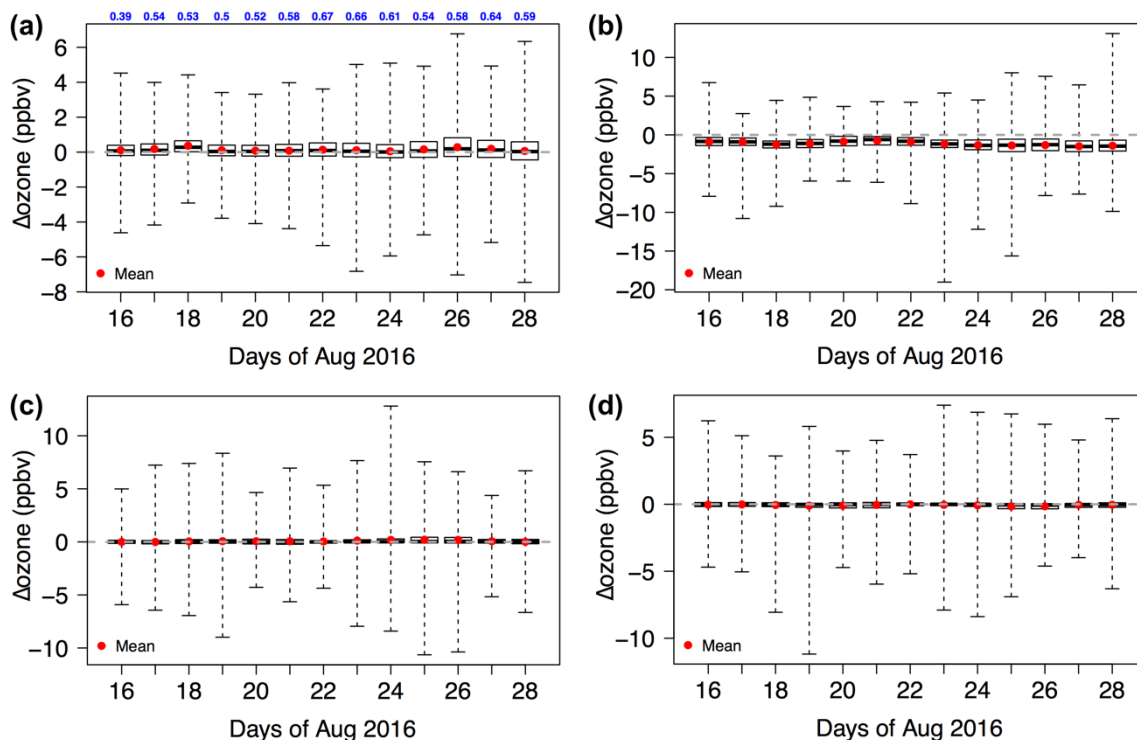 (a)
0.39 0.54 0.53 0.5 0.52 0.58 0.67 0.66 0.61 0.54 0.58 0.64 0.59
Δozone (ppbv)
6
4
2
0
−2
−4
−6
−8
Mean
16 18 20 22 24 26 28
Days of Aug 2016
(b)
Δozone (ppbv)
10
5
0
−5
−10
−15
−20
Mean
16 18 20 22 24 26 28
Days of Aug 2016
(c)
Δozone (ppbv)
10
5
0
−5
−10
Mean
16 18 20 22 24 26 28
Days of Aug 2016
(d)
Δozone (ppbv)
5
0
−5
−10
Mean
16 18 20 22 24 26 28
Days of Aug 2016